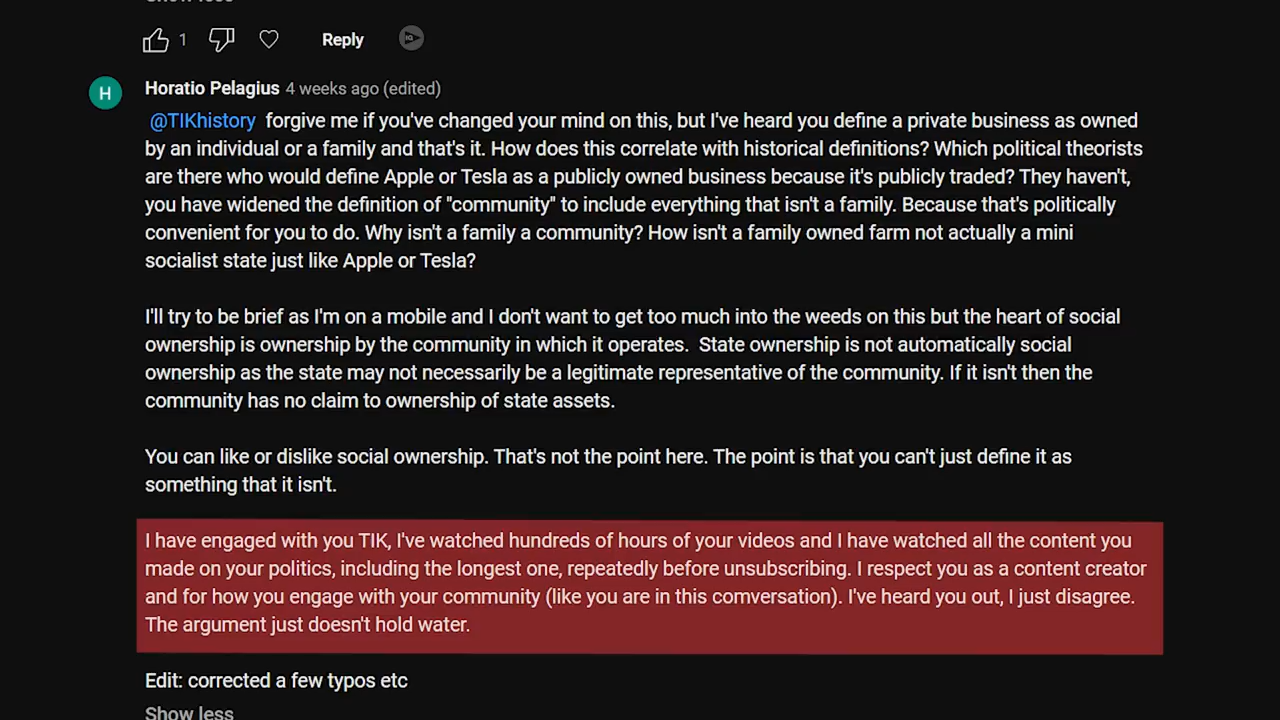 Show less
1 Reply
H Horatio Pelagius 4 weeks ago (edited)
@TIKhistory forgive me if you've changed your mind on this, but I've heard you define a private business as owned
by an individual or a family and that's it. How does this correlate with historical definitions? Which political theorists
are there who would define Apple or Tesla as a publicly owned business because it's publicly traded? They haven't,
you have widened the definition of "community" to include everything that isn't a family. Because that's politically
convenient for you to do. Why isn't a family a community? How isn't a family owned farm not actually a mini
socialist state just like Apple or Tesla?
I'll try to be brief as I'm on a mobile and I don't want to get too much into the weeds on this but the heart of social
ownership is ownership by the community in which it operates. State ownership is not automatically social
ownership as the state may not necessarily be a legitimate representative of the community. If it isn't then the
community has no claim to ownership of state assets.
You can like or dislike social ownership. That's not the point here. The point is that you can't just define it as
something that it isn't.
I have engaged with you TIK, I've watched hundreds of hours of your videos and I have watched all the content you
made on your politics, including the longest one, repeatedly before unsubscribing. I respect you as a content creator
and for how you engage with your community (like you are in this comversation). I've heard you out, I just disagree.
The argument just doesn't hold water.
Edit: corrected a few typos etc
Show less